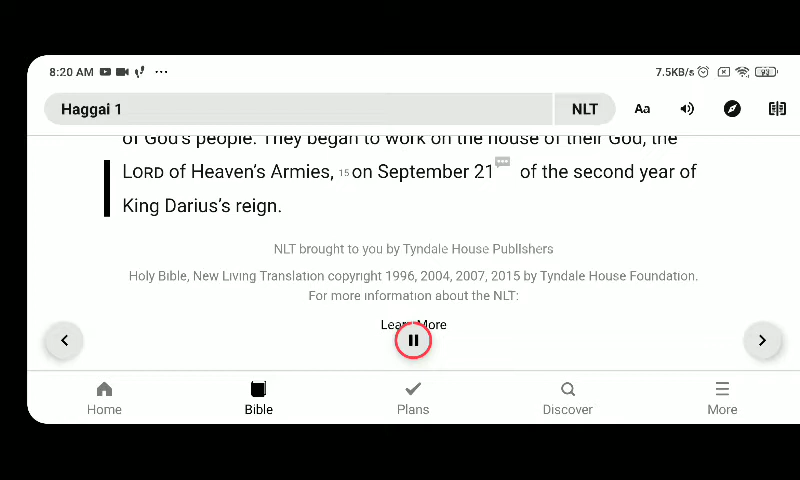 8:20 AM ...
7.5KB/s
Haggai 1 NLT Aa
of God's people. They began to work on the house of their God, the
LORD of Heaven's Armies, 15 on September 21 of the second year of
King Darius's reign.
NLT brought to you by Tyndale House Publishers
Holy Bible, New Living Translation copyright 1996, 2004, 2007, 2015 by Tyndale House Foundation.
For more information about the NLT:
Learn More
Home Bible Plans Discover More